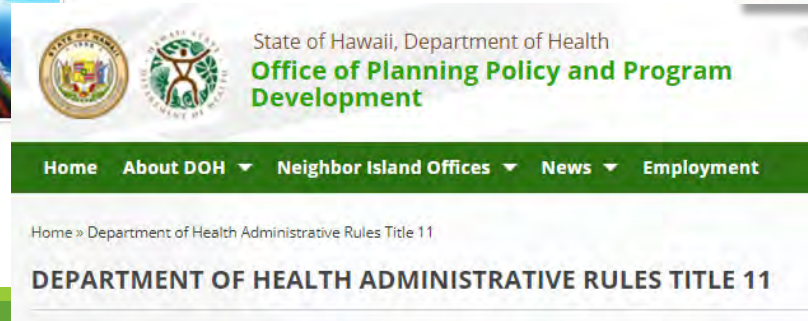 State of Hawaii, Department of Health
Office of Planning Policy and Program
Development
Home About DOH Neighbor Island Offices News Employment
Home » Department of Health Administrative Rules Title 11
DEPARTMENT OF HEALTH ADMINISTRATIVE RULES TITLE 11